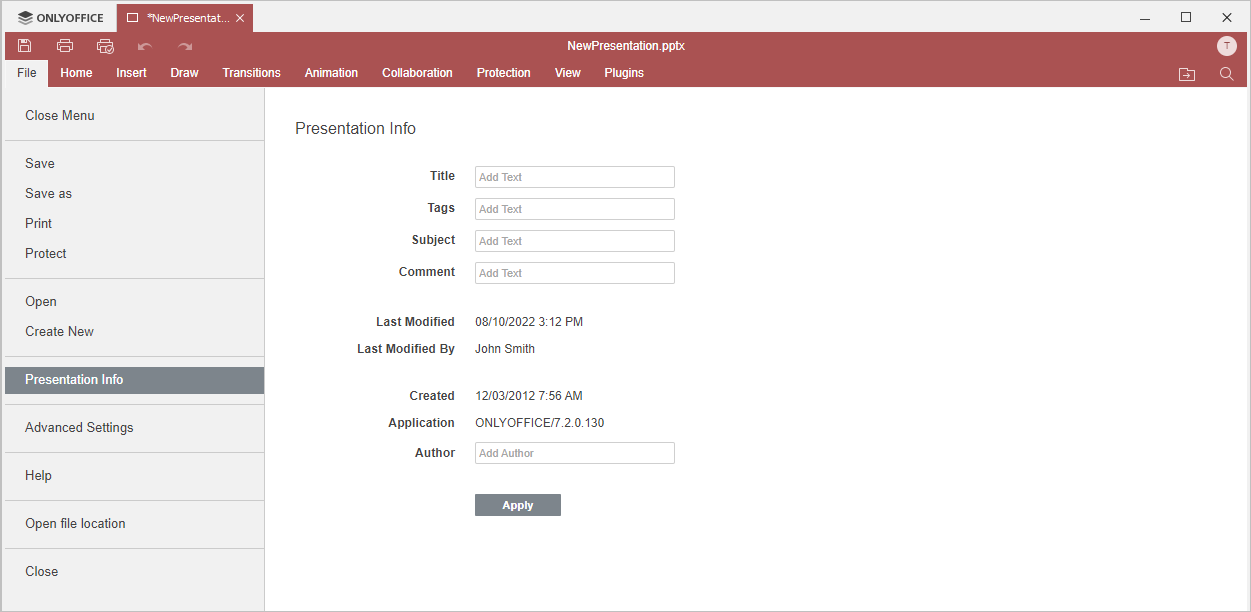 ONLYOFFICE
*NewPresentat...
NewPresentation.pptx
T
File Home Insert Draw Transitions Animation Collaboration Protection View Plugins
Close Menu
Save
Save as
Print
Protect
Open
Create New
Presentation Info
Advanced Settings
Help
Open file location
Close
Presentation Info
Title Add Text
Tags Add Text
Subject Add Text
Comment Add Text
Last Modified 08/10/2022 3:12 PM
Last Modified By John Smith
Created 12/03/2012 7:56 AM
Application ONLYOFFICE/7.2.0.130
Author Add Author
Apply